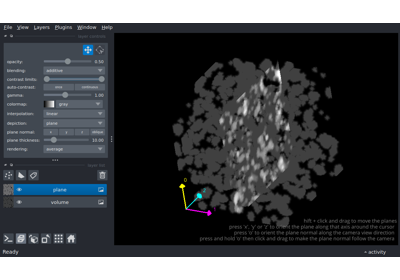 File View Layers Plugins Window Help
layer controls
opacity: 0.50
blending: additive
contrast limits:
auto-contrast: once continuous
gamma: 1.00
colormap: gray
interpolation: linear
depiction: plane
plane normal: x y z oblique
plane thickness: 10.00
rendering: average
layer list
plane
volume
0
hift + click and drag to move the planes
press 'x', 'y' or 'z' to orient the plane along that axis around the cursor
press 'o' to orient the plane normal along the camera view direction
press and hold 'o' then click and drag to make the plane normal follow the camera
Ready
activity